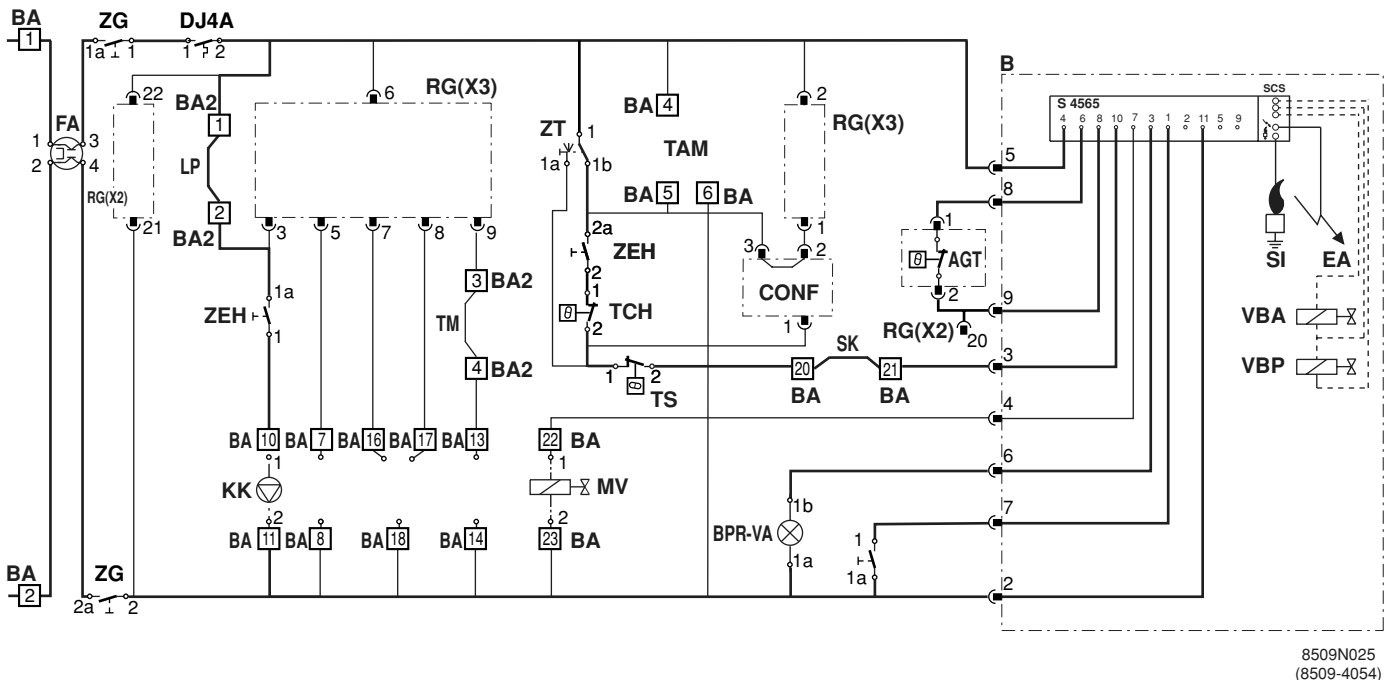 BA ZG DJ4A
1 1a 1 1 2
B
22 6 RG(X3) 2 SCS
BA2 BA 4 S 4565
4 6 8 10 7 3 1 2 11 5 9
1 ZT 1 RG(X3)
FA
1 3 1a 1b TAM 5
2 4 LP
BA 5 6 BA 8
RG(X2) 2
21 3 5 7 8 9 2a 1 1
BA2 ZEH 3 2 AGT SI EA
3 BA2 2
1a 1 CONF 2 9
ZEH TM TCH RG(X2) 20 VBA
1 2 1
SK 3
4 BA2 1 2 20 21 VBP
TS BA BA
4
BA 10 BA 7 BA 16 BA 17 BA 13 22 BA
1 1 6
KK MV 1b
7
2 2 BPR-VA 1
BA 11 BA 8 BA 18 BA 14 23 BA
1a 1a
BA ZG
2 2a 2 2
8509N025
(8509-4054)